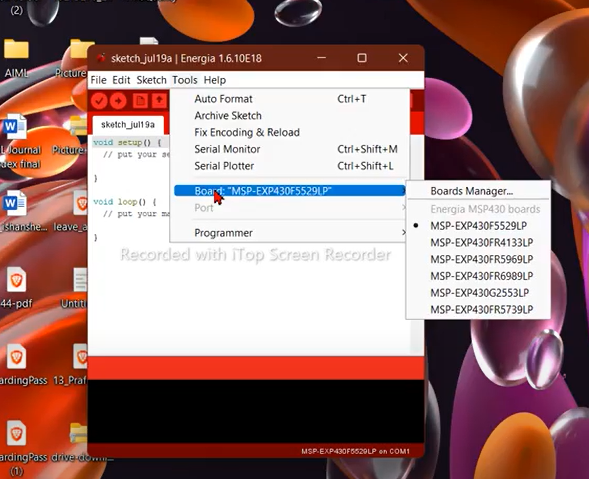 (2)
sketch_jul19a | Energia 1.6.10E18
File Edit Sketch Tools Help
sketch_jul19a
void setup() {
// put your se
}
void loop() {
// put your ma
}
Auto Format Ctrl+T
Archive Sketch
Fix Encoding & Reload
Serial Monitor Ctrl+Shift+M
Serial Plotter Ctrl+Shift+L
Board: "MSP-EXP430F5529LP"
Port
Programmer
Boards Manager...
Energia MSP430 boards
MSP-EXP430F5529LP
MSP-EXP430FR4133LP
MSP-EXP430FR5969LP
MSP-EXP430FR6989LP
MSP-EXP430G2553LP
MSP-EXP430FR5739LP
Recorded with iTop Screen Recorder
MSP-EXP430F5529LP on COM1
AIML
Picture
L Journal
dex final
Picture
ishanshe
leave_a
44-pdf
Untit
ardingPass
13_Praf
ardingPass
(1)
drive-down